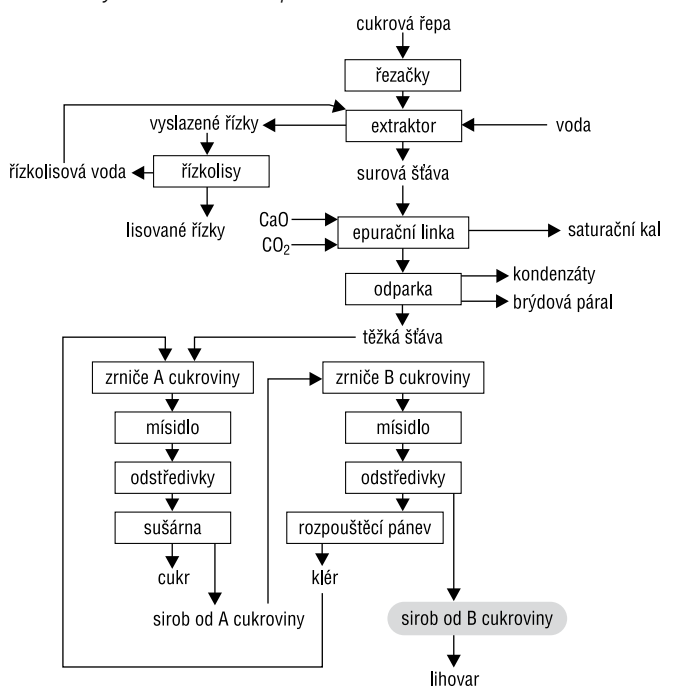 cukrová řepa
řezačky
vyslazené řízky
extraktor
voda
řízkolisová voda
řízkolisy
surová šťáva
lisované řízky
CaO
CO2
epurační linka
saturační kal
odparka
kondenzáty
brýdová páral
těžká šťáva
zrniče A cukroviny
zrniče B cukroviny
mísidlo
mísidlo
odstředivky
odstředivky
sušárna
rozpouštěcí pánev
cukr
klér
sirob od A cukroviny
sirob od B cukroviny
lihovar